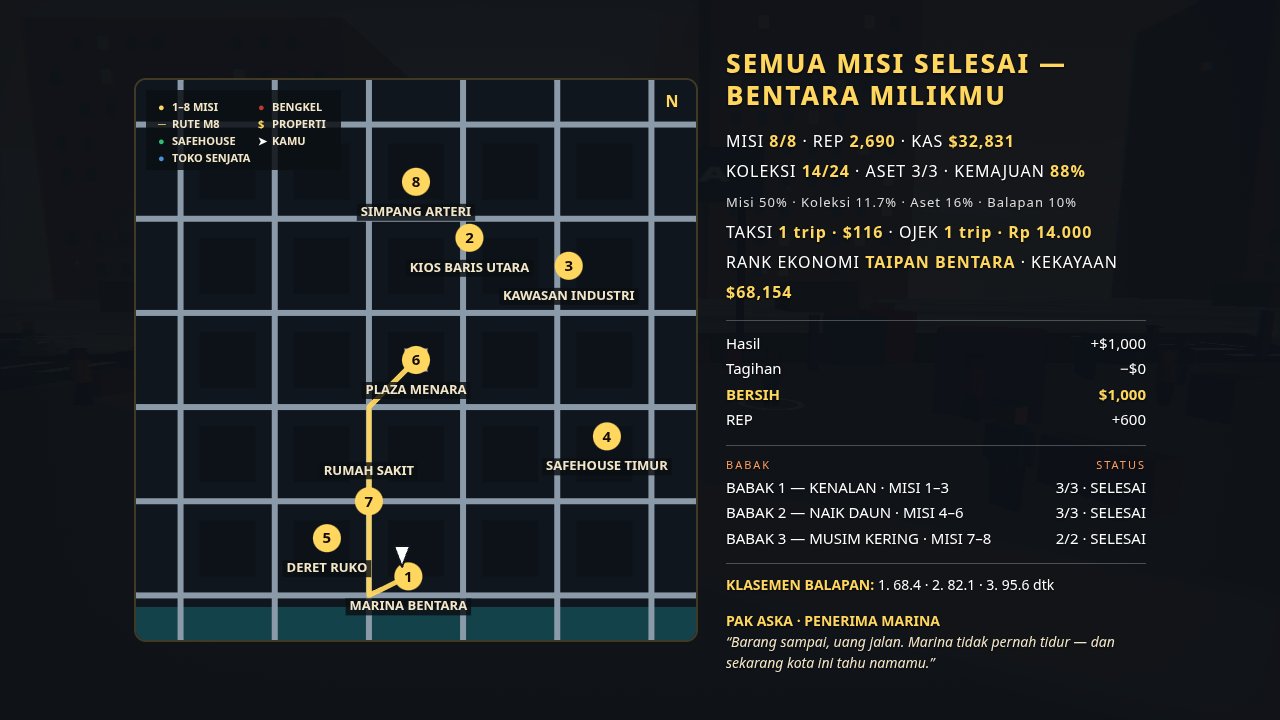 1–8 MISI
BENGKEL
RUTE M8
$ PROPERTI
SAFEHOUSE
KAMU
TOKO SENJATA
N
8
SIMPANG ARTERI
2
KIOS BARIS UTARA
3
KAWASAN INDUSTRI
6
PLAZA MENARA
4
SAFEHOUSE TIMUR
RUMAH SAKIT
7
5
DERET RUKO
1
MARINA BENTARA
SEMUA MISI SELESAI —
BENTARA MILIKMU
MISI 8/8 · REP 2,690 · KAS $32,831
KOLEKSI 14/24 · ASET 3/3 · KEMAJUAN 88%
Misi 50% · Koleksi 11.7% · Aset 16% · Balapan 10%
TAKSI 1 trip · $116 · OJEK 1 trip · Rp 14.000
RANK EKONOMI TAIPAN BENTARA · KEKAYAAN
$68,154
Hasil +$1,000
Tagihan −$0
BERSIH $1,000
REP +600
BABAK STATUS
BABAK 1 — KENALAN · MISI 1–3 3/3 · SELESAI
BABAK 2 — NAIK DAUN · MISI 4–6 3/3 · SELESAI
BABAK 3 — MUSIM KERING · MISI 7–8 2/2 · SELESAI
KLASEMEN BALAPAN: 1. 68.4 · 2. 82.1 · 3. 95.6 dtk
PAK ASKA · PENERIMA MARINA
“Barang sampai, uang jalan. Marina tidak pernah tidur — dan
sekarang kota ini tahu namamu.”